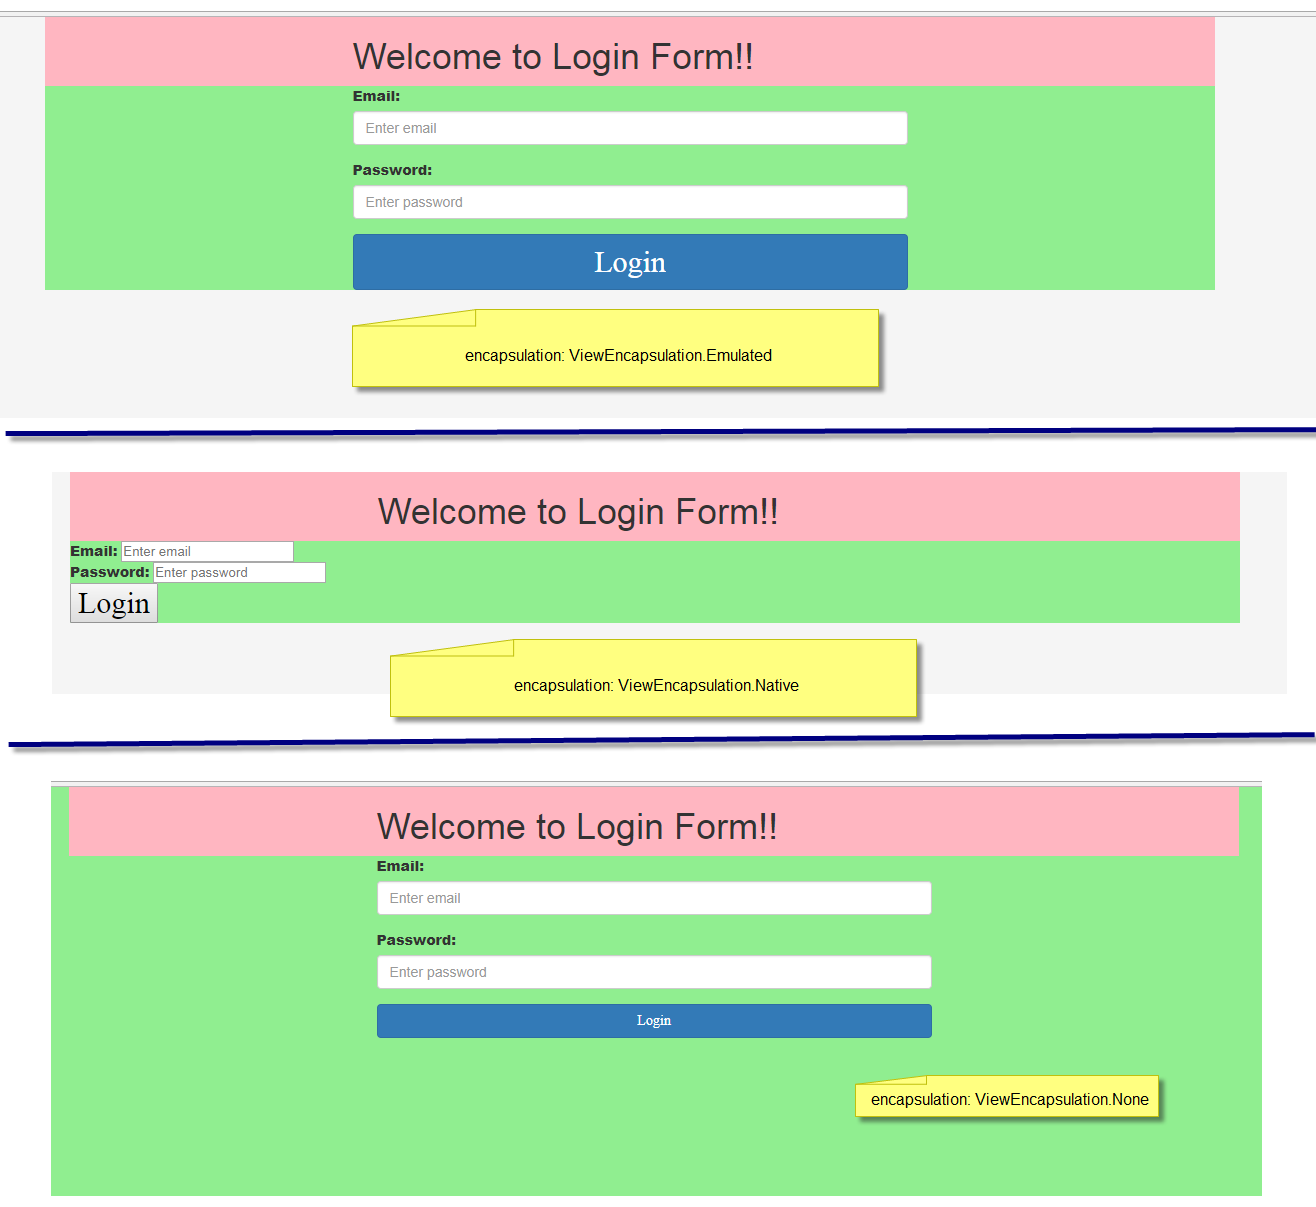 Welcome to Login Form!!
Email:
Enter email
Password:
Enter password
Login
encapsulation: ViewEncapsulation.Emulated
Welcome to Login Form!!
Email: Enter email
Password: Enter password
Login
encapsulation: ViewEncapsulation.Native
Welcome to Login Form!!
Email:
Enter email
Password:
Enter password
Login
encapsulation: ViewEncapsulation.None